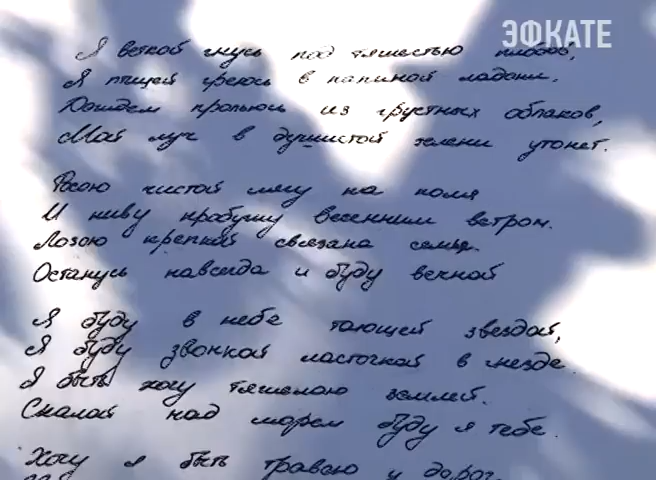 ЭФКАТЕ
Я веткой гнусь под тяжестью плодов,
Я птицей греюсь в папиной ладони.
Дождём прольюсь из грустных облаков,
Мой луч в душистой зелени утонет.
Росою чистой лягу на поля
И ниву пробужу весенним ветром.
Лозою крепкой связана семья.
Останусь навсегда и буду вечной
Я буду в небе тающей звездой,
Я буду звонкой ласточкой в гнезде.
Я быть хочу тяжелою землей.
Скалой над морем буду я тебе.
Хочу я быть травою у дорог.